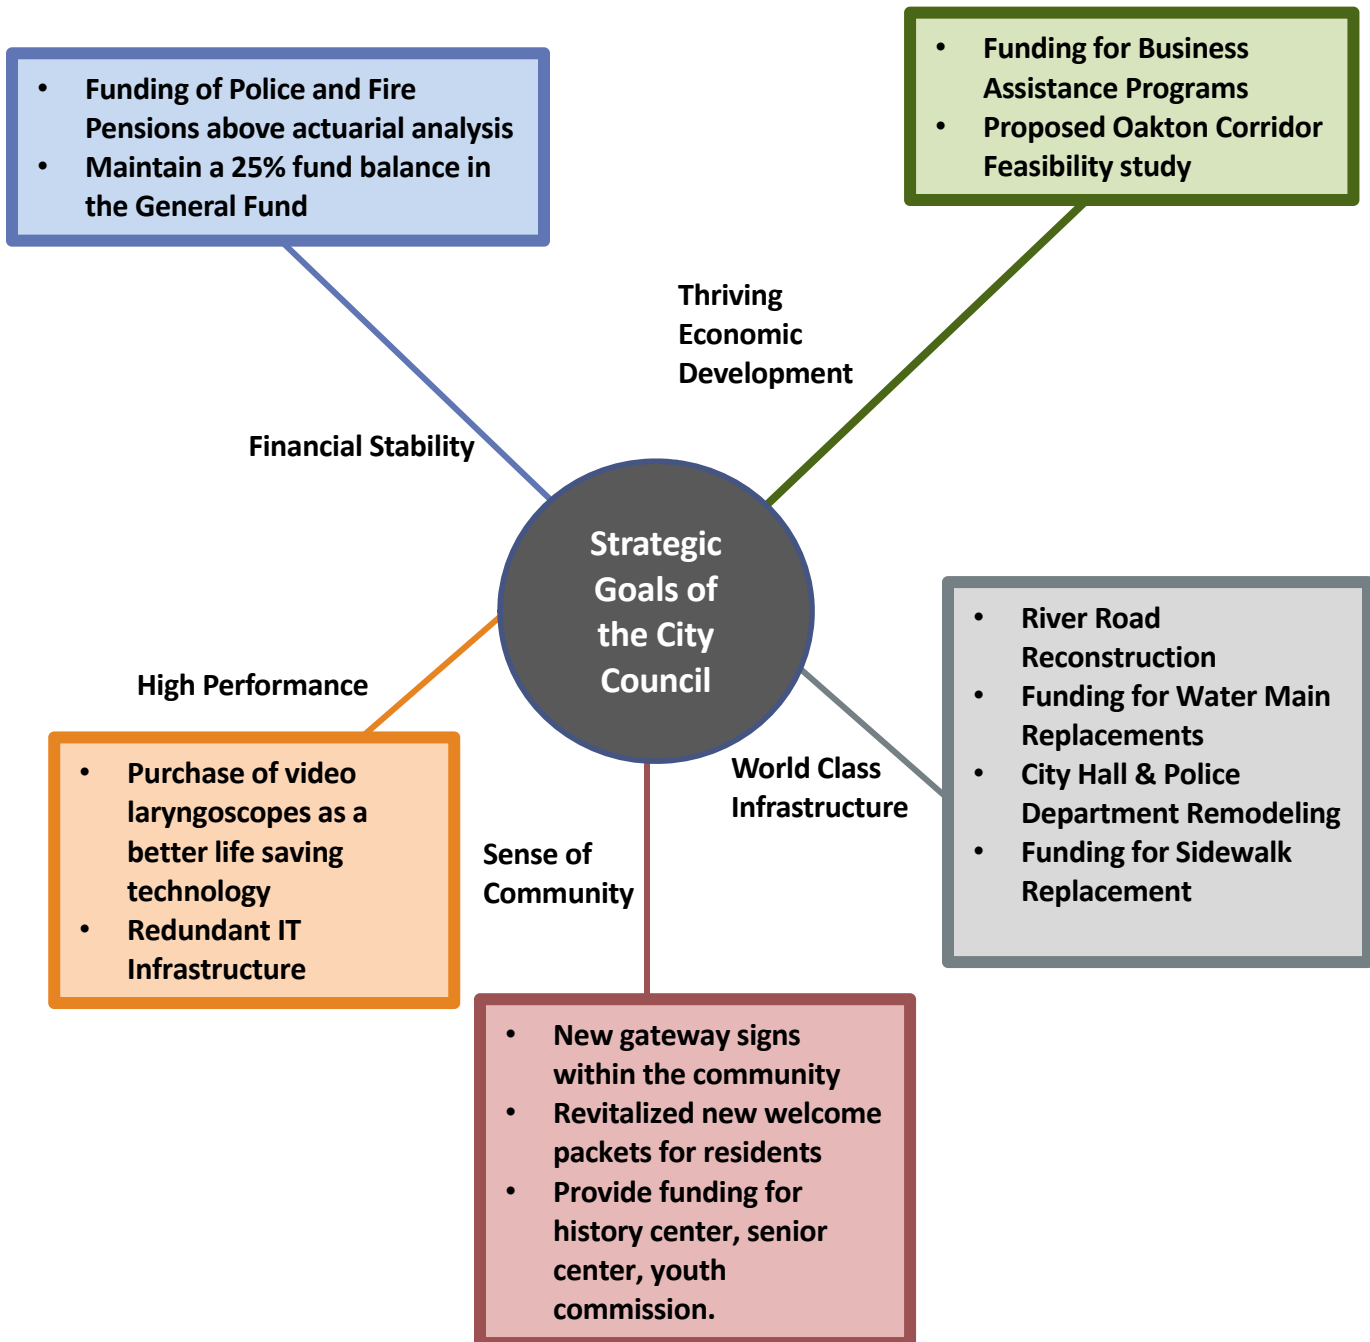 • Funding of Police and Fire
Pensions above actuarial analysis
• Maintain a 25% fund balance in
the General Fund
• Funding for Business
Assistance Programs
• Proposed Oakton Corridor
Feasibility study
Thriving
Economic
Development
Financial Stability
Strategic
Goals of
the City
Council
High Performance
• River Road
Reconstruction
• Funding for Water Main
Replacements
• City Hall & Police
Department Remodeling
• Funding for Sidewalk
Replacement
World Class
Infrastructure
• Purchase of video
laryngoscopes as a
better life saving
technology
• Redundant IT
Infrastructure
Sense of
Community
• New gateway signs
within the community
• Revitalized new welcome
packets for residents
• Provide funding for
history center, senior
center, youth
commission.